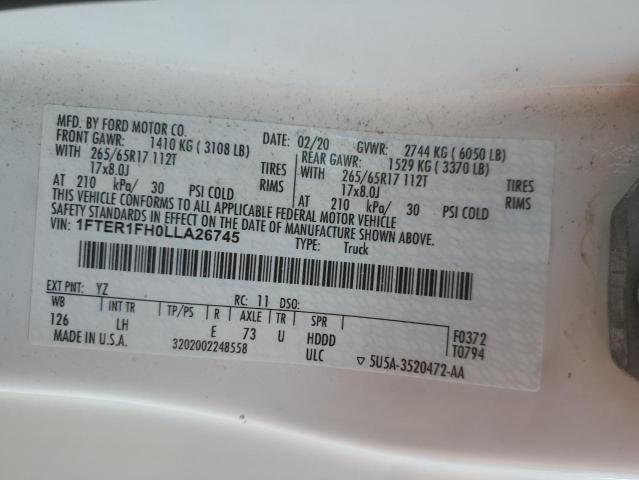 MFD. BY FORD MOTOR CO.
DATE: 02/20 GVWR: 2744 KG ( 6050 LB)
FRONT GAWR: 1410 KG ( 3108 LB)
REAR GAWR: 1529 KG ( 3370 LB)
WITH 265/65R17 112T TIRES
WITH 265/65R17 112T TIRES
17x8.0J RIMS
17x8.0J RIMS
AT 210 kPa/ 30 PSI COLD
AT 210 kPa/ 30 PSI COLD
THIS VEHICLE CONFORMS TO ALL APPLICABLE FEDERAL MOTOR VEHICLE
SAFETY STANDARDS IN EFFECT ON THE DATE OF MANUFACTURE SHOWN ABOVE.
VIN: 1FTER1FH0LLA26745
TYPE: Truck
EXT PNT: YZ RC: 11 DSO:
WB INT TR TP/PS R AXLE TR SPR
126 LH E 73 U HDDD
F0372
T0794
MADE IN U.S.A. 3202002248558 ULC ▽ 5U5A-3520472-AA